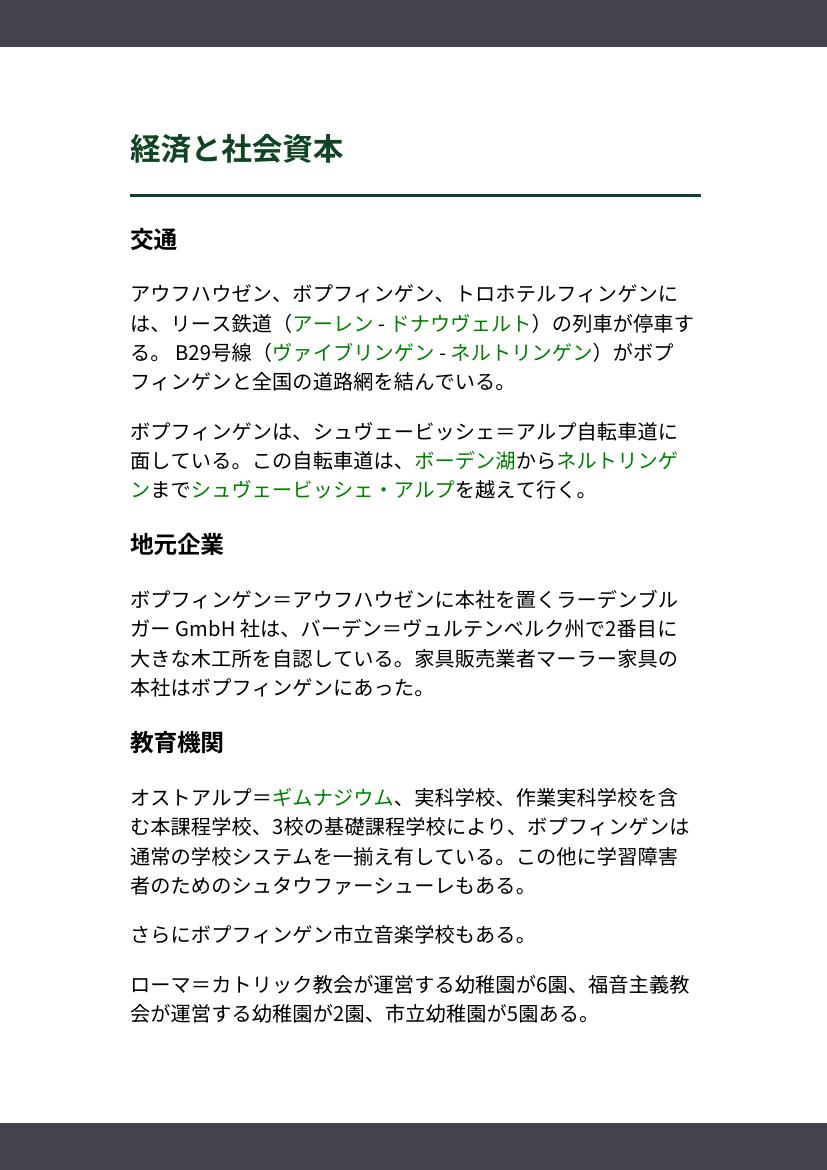 経済と社会資本
交通
アウフハウゼン、ボプフィンゲン、トロホテルフィンゲンに
は、リース鉄道（アーレン - ドナウヴェルト）の列車が停車す
る。 B29号線（ヴァイブリンゲン - ネルトリンゲン）がボプ
フィンゲンと全国の道路網を結んでいる。
ボプフィンゲンは、シュヴェービッシェ＝アルプ自転車道に
面している。この自転車道は、ボーデン湖からネルトリンゲ
ンまでシュヴェービッシェ・アルプを越えて行く。
地元企業
ボプフィンゲン＝アウフハウゼンに本社を置くラーデンブル
ガー GmbH 社は、バーデン＝ヴュルテンベルク州で2番目に
大きな木工所を自認している。家具販売業者マーラー家具の
本社はボプフィンゲンにあった。
教育機関
オストアルプ＝ギムナジウム、実科学校、作業実科学校を含
む本課程学校、3校の基礎課程学校により、ボプフィンゲンは
通常の学校システムを一揃え有している。この他に学習障害
者のためのシュタウファーシューレもある。
さらにボプフィンゲン市立音楽学校もある。
ローマ＝カトリック教会が運営する幼稚園が6園、福音主義教
会が運営する幼稚園が2園、市立幼稚園が5園ある。